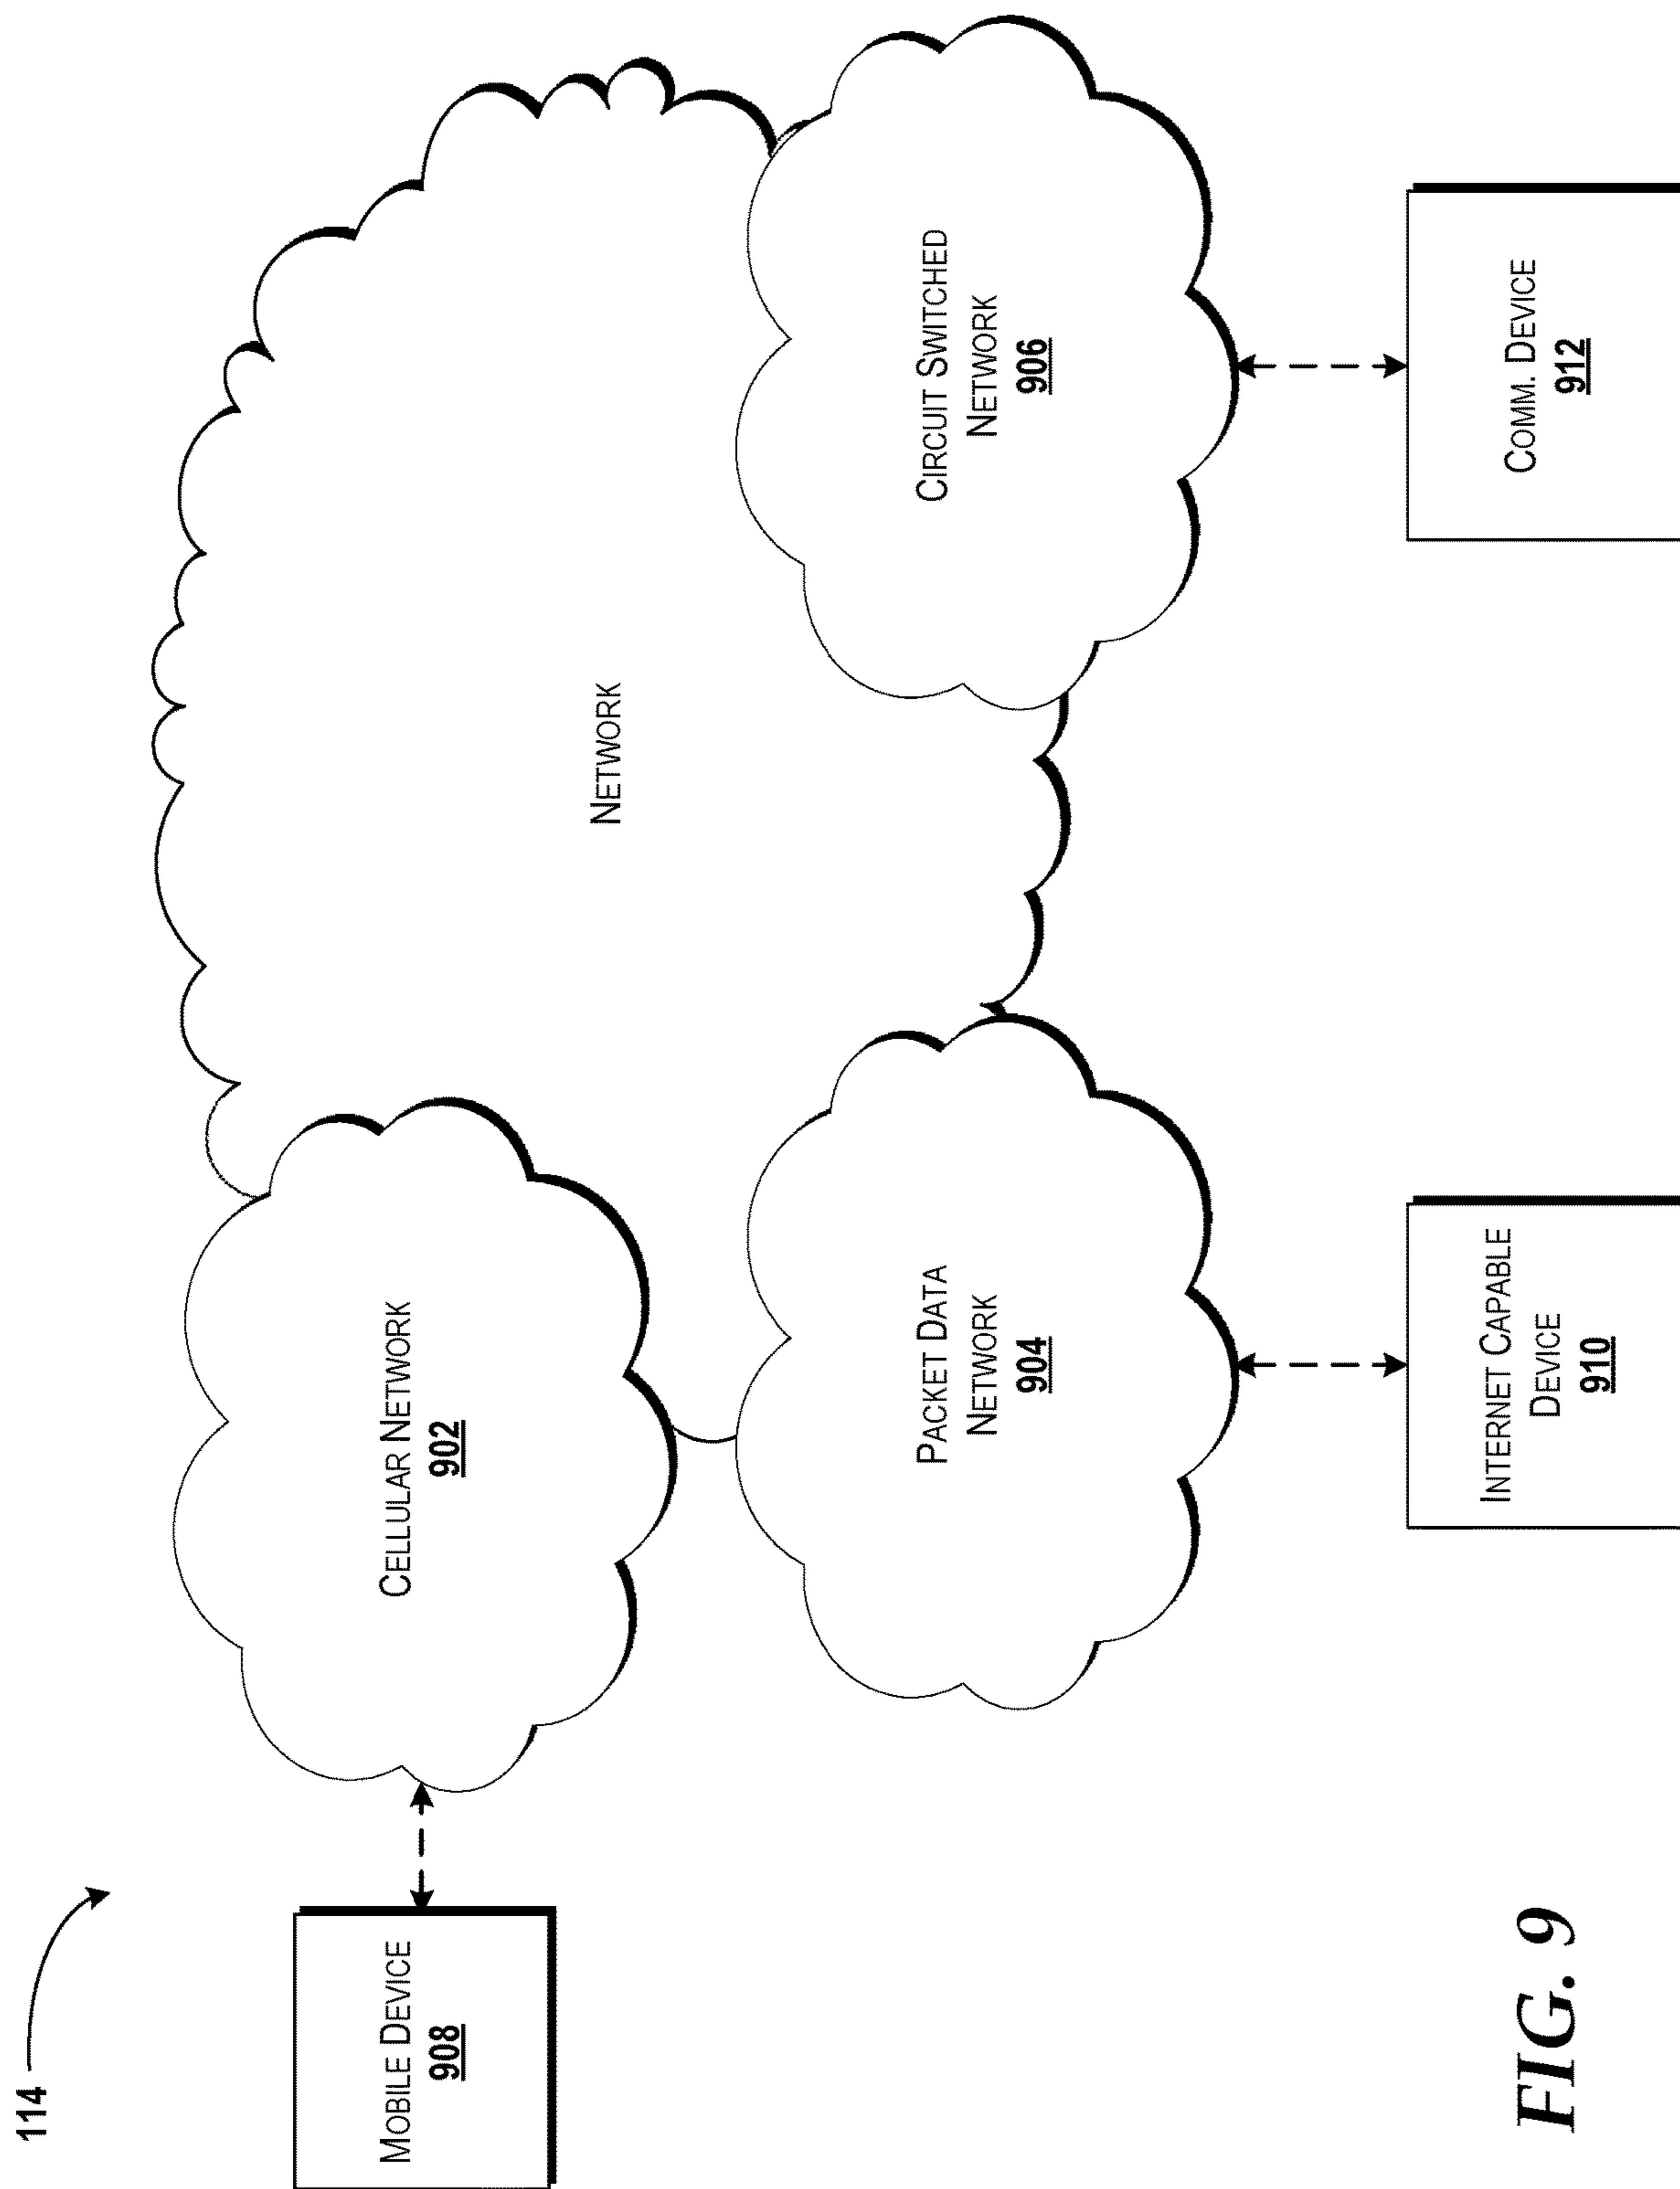 114
MOBILE DEVICE
908
CELLULAR NETWORK
902
NETWORK
PACKET DATA
NETWORK
904
CIRCUIT SWITCHED
NETWORK
906
INTERNET CAPABLE
DEVICE
910
COMM. DEVICE
912
FIG. 9